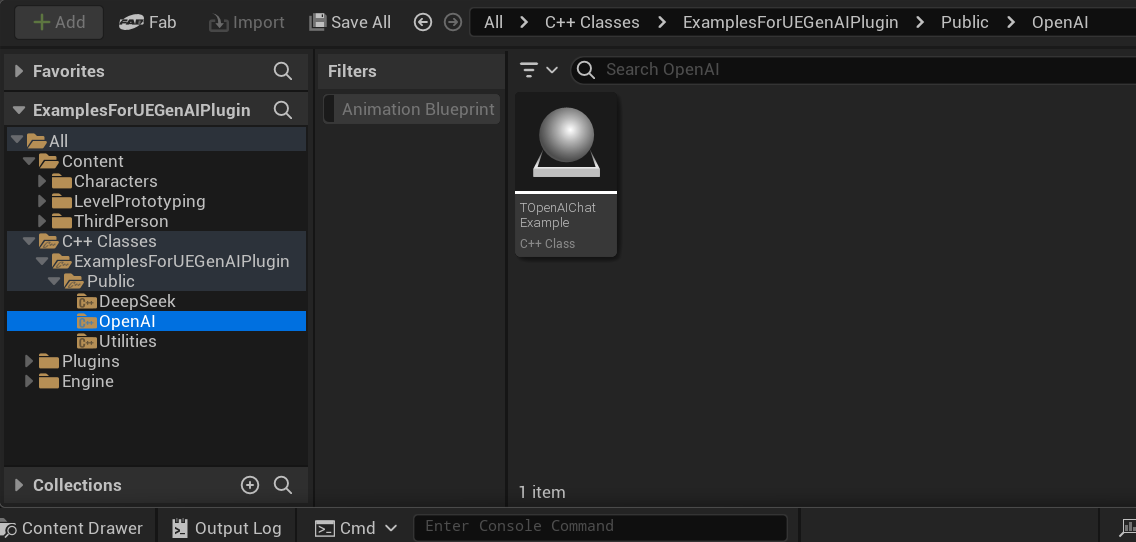 Add
Fab
Import
Save All
All
C++ Classes
ExamplesForUEGenAIPlugin
Public
OpenAI
Favorites
ExamplesForUEGenAIPlugin
All
Content
Characters
LevelPrototyping
ThirdPerson
C++ Classes
ExamplesForUEGenAIPlugin
Public
DeepSeek
OpenAI
Utilities
Plugins
Engine
Collections
Filters
Animation Blueprint
Search OpenAI
TOpenAIChat
Example
C++ Class
1 item
Content Drawer
Output Log
Cmd
Enter Console Command